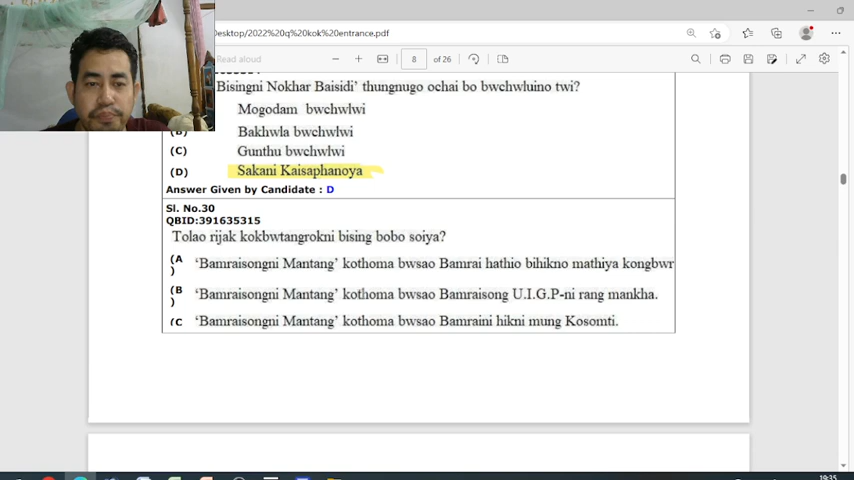 Desktop/2022%20q%20kok%20entrance.pdf
Read aloud
8 of 26
Bisingni Nokhar Baisidi' thungnugo ochai bo bwchwluino twi?
Mogodam bwchwlwi
(B) Bakhwla bwchwlwi
(C) Gunthu bwchwlwi
(D) Sakani Kaisaphanoya
Answer Given by Candidate : D
Sl. No.30
QBID:391635315
Tolao rijak kokbwtangrokni bising bobo soiya?
(A) 'Bamraisongni Mantang' kothoma bwsao Bamrai hathio bihikno mathiya kongbwr
(B) 'Bamraisongni Mantang' kothoma bwsao Bamraisong U.I.G.P-ni rang mankha.
(C 'Bamraisongni Mantang' kothoma bwsao Bamraini hikni mung Kosomti.
19:35